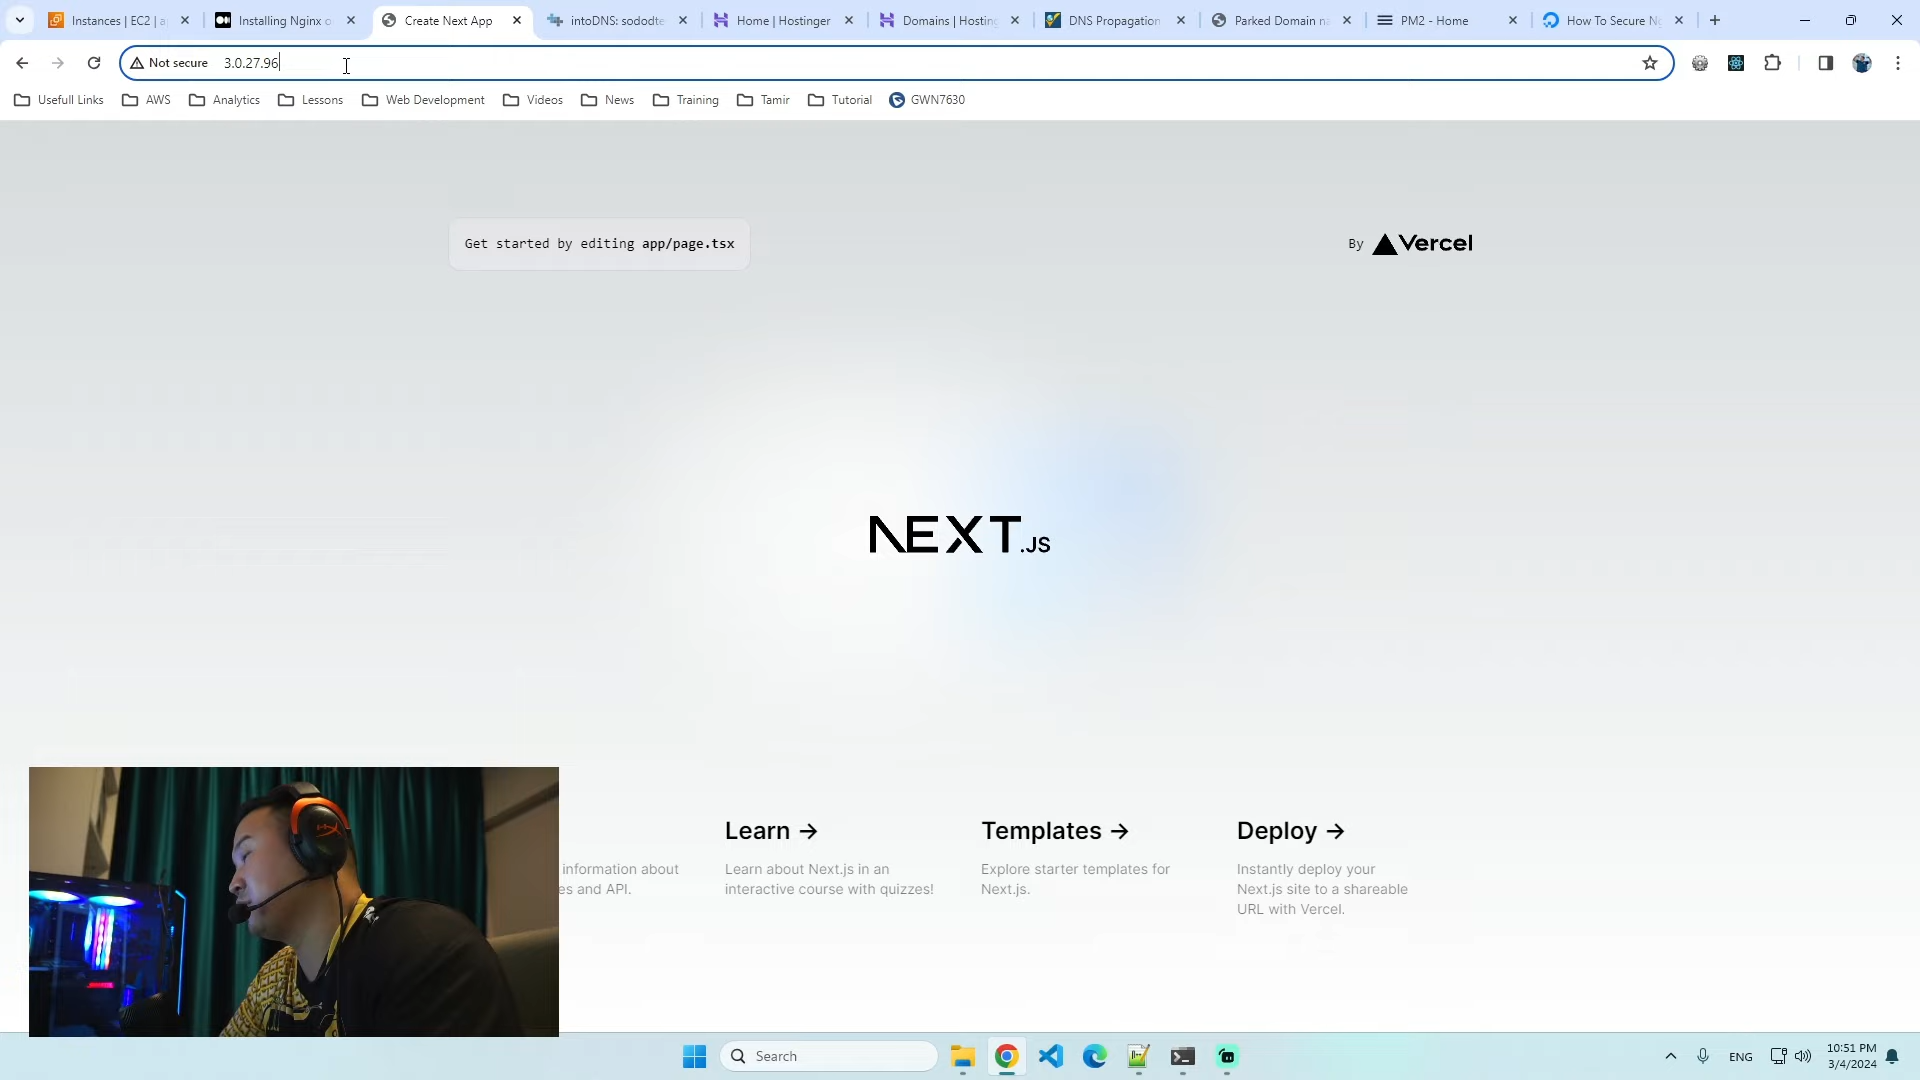 Instances | EC2 | a
Installing Nginx o
Create Next App
intoDNS: sododte
Home | Hostinger
Domains | Hosting
DNS Propagation
Parked Domain na
PM2 - Home
How To Secure N
Not secure
3.0.27.96
Usefull Links
AWS
Analytics
Lessons
Web Development
Videos
News
Training
Tamir
Tutorial
GWN7630
Get started by editing app/page.tsx
By Vercel
NEXT.JS
information about
es and API.
Learn →
Learn about Next.js in an
interactive course with quizzes!
Templates →
Explore starter templates for
Next.js.
Deploy →
Instantly deploy your
Next.js site to a shareable
URL with Vercel.
Search
ENG
10:51 PM
3/4/2024